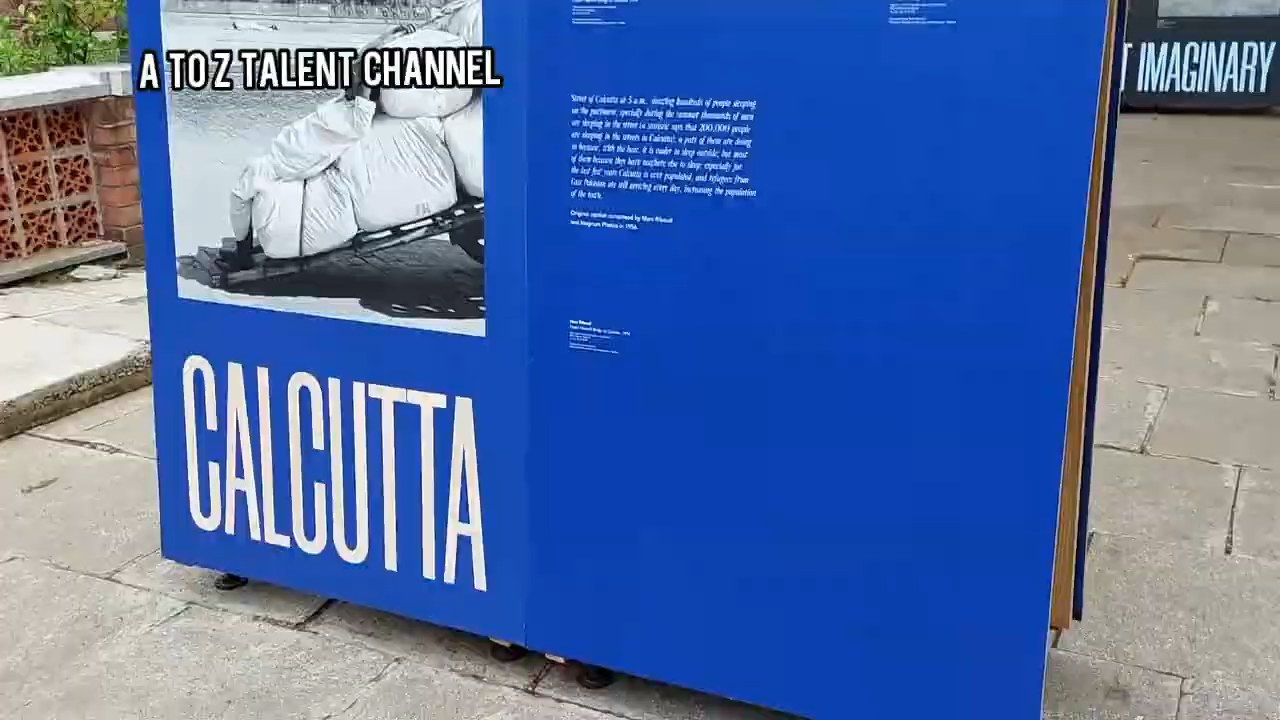 A TO Z TALENT CHANNEL
IMAGINARY
Street of Calcutta at 5 a.m., showing hundreds of people sleeping
on the pavement, specially during the summer thousands of men
are sleeping in the street (a statistic says that 200,000 people
are sleeping in the streets in Calcutta), a part of them are doing
so because, with the heat, it is easier to sleep outside, but most
of them because they have nowhere else to sleep: especially for
the last few years Calcutta is over populated, and refugees from
East Pakistan are still arriving every day, increasing the population
of the town.
Original caption composed by Marc Riboud
and Magnum Photos in 1956
Marc Riboud
CALCUTTA